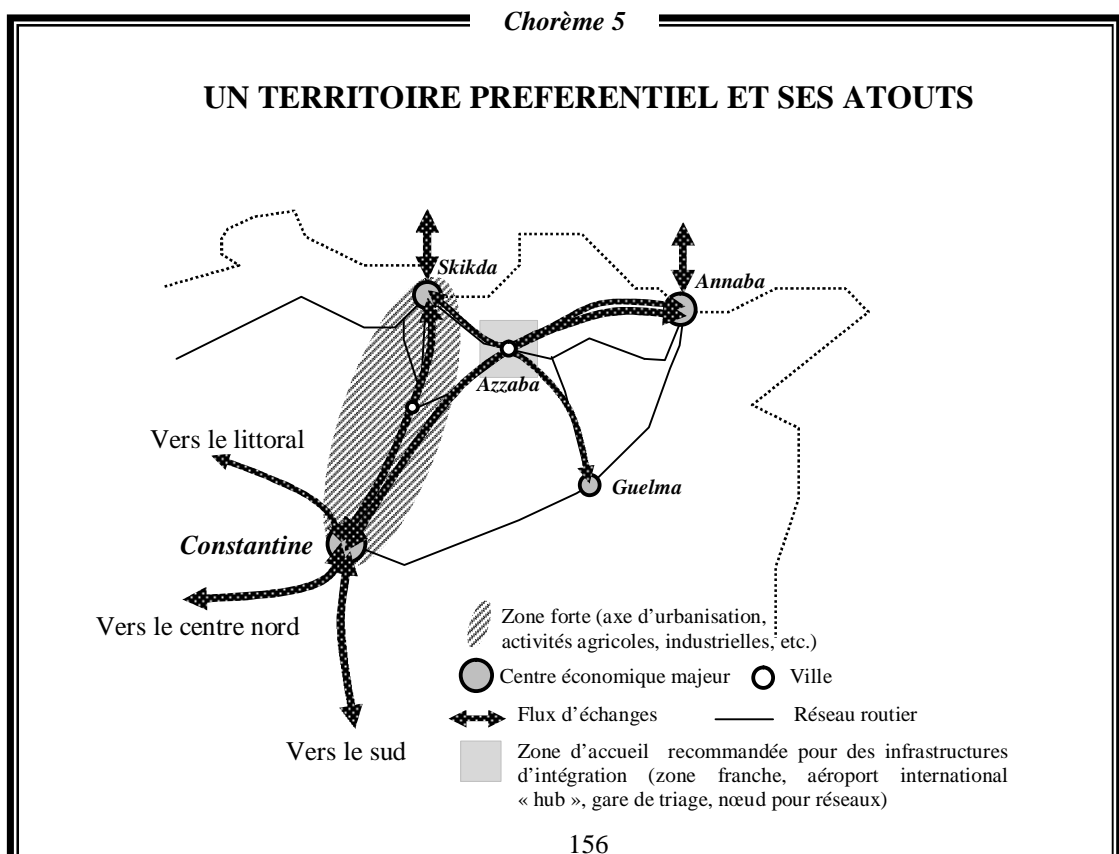 Chorème 5
UN TERRITOIRE PREFERENTIEL ET SES ATOUTS
Skikda
Annaba
Azzaba
Vers le littoral
Guelma
Constantine
Vers le centre nord
Zone forte (axe d’urbanisation,
activités agricoles, industrielles, etc.)
Centre économique majeur
Ville
Flux d’échanges
Réseau routier
Vers le sud
Zone d’accueil recommandée pour des infrastructures
d’intégration (zone franche, aéroport international
« hub », gare de triage, nœud pour réseaux)
156